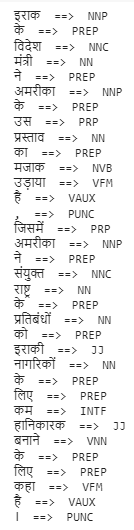 इराक ==> NNP
के ==> PREP
विदेश ==> NNC
मंत्री ==> NN
ने ==> PREP
अमरीका ==> NNP
के ==> PREP
उस ==> PRP
प्रस्ताव ==> NN
का ==> PREP
मजाक ==> NVB
उड़ाया ==> VFM
है ==> VAUX
, ==> PUNC
जिसमें ==> PRP
अमरीका ==> NNP
ने ==> PREP
संयुक्त ==> NNC
राष्ट्र ==> NN
के ==> PREP
प्रतिबंधों ==> NN
को ==> PREP
इराकी ==> JJ
नागरिकों ==> NN
के ==> PREP
लिए ==> PREP
कम ==> INTF
हानिकारक ==> JJ
बनाने ==> VNN
के ==> PREP
लिए ==> PREP
कहा ==> VFM
है ==> VAUX
। ==> PUNC